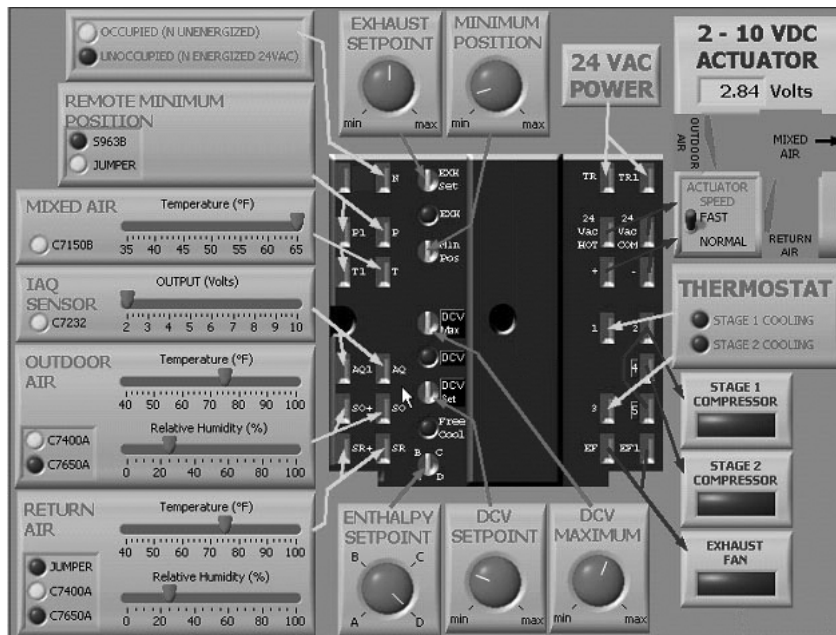 OCCUPIED (N UNENERGIZED)
UNOCCUPIED (N ENERGIZED 24VAC)
REMOTE MINIMUM
POSITION
S963B
JUMPER
MIXED AIR
Temperature (°F)
C7150B
35 40 45 50 55 60 65
IAQ
SENSOR
OUTPUT (Volts)
C7232
2 3 4 5 6 7 8 9 10
OUTDOOR
AIR
Temperature (°F)
40 50 60 70 80 90 100
Relative Humidity (%)
C7400A
C7650A
0 20 40 60 80 100
RETURN
AIR
Temperature (°F)
40 50 60 70 80 90 100
JUMPER
C7400A
C7650A
Relative Humidity (%)
0 20 40 60 80 100
EXHAUST
SETPOINT
min max
MINIMUM
POSITION
min max
24 VAC
POWER
2 - 10 VDC
ACTUATOR
2.84 Volts
OUTDOOR
AIR
MIXED
AIR
ACTUATOR
SPEED
FAST
NORMAL
RETURN
AIR
THERMOSTAT
STAGE 1 COOLING
STAGE 2 COOLING
STAGE 1
COMPRESSOR
STAGE 2
COMPRESSOR
EXHAUST
FAN
N
EXH
Set
P1 P
EXH
Min
Pos
T1 T
DCV
Max
DCV
AQ1 AQ
DCV
Set
SO+ SO
Free
Cool
SR+ SR
B C
A D
TR TR1
24 24
Vac Vac
HOT COM
+ -
1 2
4
3 5
EF EF1
ENTHALPY
SETPOINT
B C
A D
DCV
SETPOINT
min max
DCV
MAXIMUM
min max